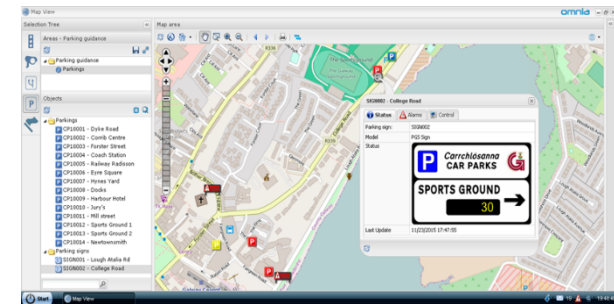 Map View
omnia
Selection Tree
Map area
Areas - Parking guidance
Parking guidance
Parkings
Objects
Parkings
CP10001 - Dyke Road
CP10002 - Corrib Centre
CP10003 - Forster Street
CP10004 - Coach Station
CP10005 - Railway Radisson
CP10006 - Eyre Square
CP10007 - Hynes Yard
CP10008 - Docks
CP10009 - Harbour Hotel
CP10010 - Jury's
CP10011 - Mill street
CP10012 - Sports Ground 1
CP10013 - Sports Ground 2
CP10014 - Newtownsmith
Parking signs
SIGN001 - Lough Atalia Rd
SIGN002 - College Road
R336
College Road
SIGN002 - College Road
Status
Alarms
Control
Parking sign:
SIGN002
Model
PGS Sign
Status
P
Carrchlósanna
CAR PARKS
G
SPORTS GROUND
30
Last Update
11/23/2015 17:47:55
Start
Map View